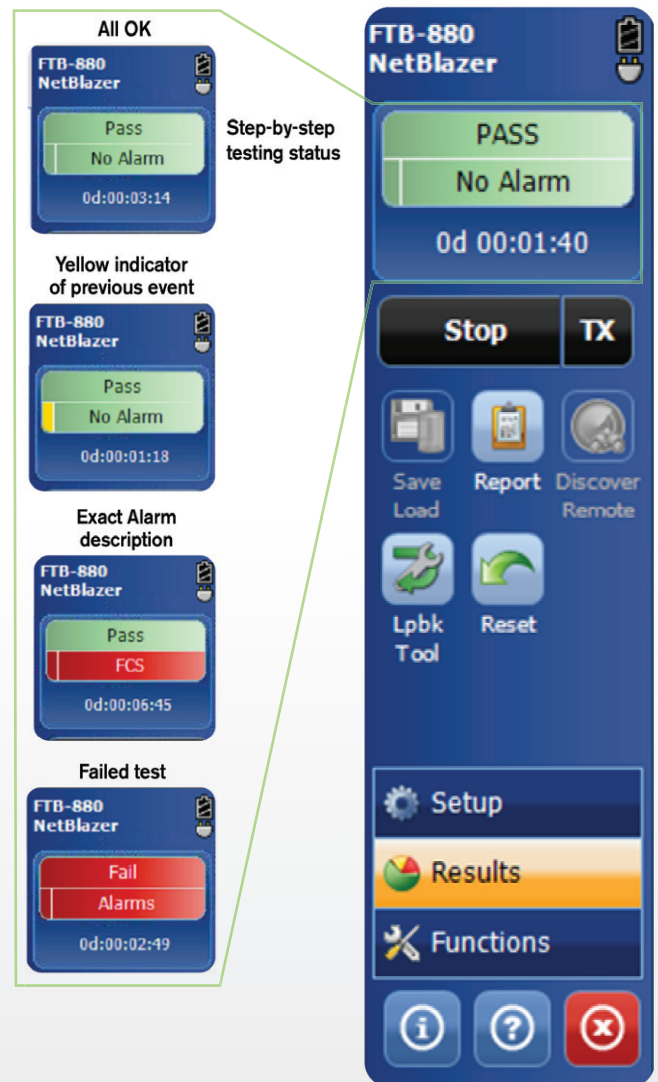 All OK
FTB-880
NetBlazer
Pass
No Alarm
0d:00:03:14
Step-by-step
testing status
Yellow indicator
of previous event
FTB-880
NetBlazer
Pass
No Alarm
0d:00:01:18
Exact Alarm
description
FTB-880
NetBlazer
Pass
FCS
0d:00:06:45
Failed test
FTB-880
NetBlazer
Fail
Alarms
0d:00:02:49
FTB-880
NetBlazer
PASS
No Alarm
0d 00:01:40
Stop TX
Save Report Discover
Load Remote
Lpbk Reset
Tool
Setup
Results
Functions